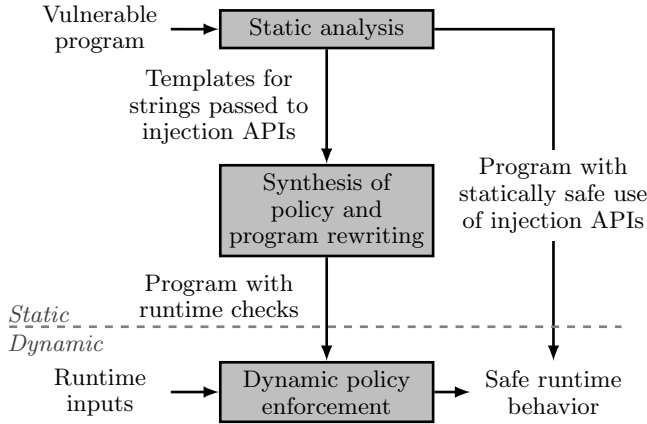 Vulnerable
program
Static analysis
Templates for
strings passed to
injection APIs
Program with
statically safe use
of injection APIs
Synthesis of
policy and
program rewriting
Program with
runtime checks
Static
Dynamic
Runtime
inputs
Dynamic policy
enforcement
Safe runtime
behavior